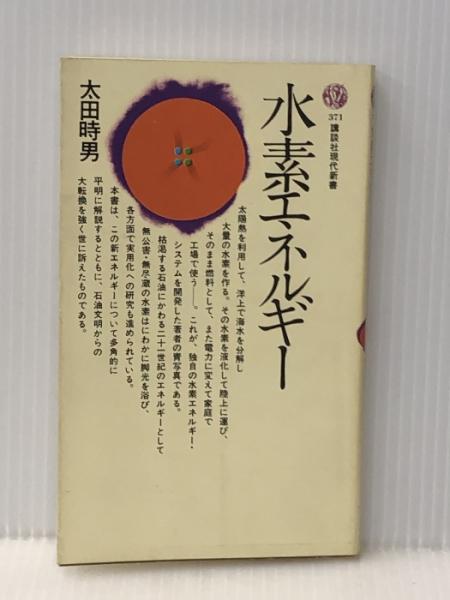 371
講談社現代新書
水素エネルギー
太陽熱を利用して、洋上で海水を分解し
大量の水素を作る。その水素を液化して陸上に運び、
そのまま燃料として、また電力に変えて家庭で
工場で使う——。これが、独自の水素エネルギー・
システムを開発した著者の青写真である。
枯渇する石油にかわる二十一世紀のエネルギーとして
無公害・無尽蔵の水素はにわかに脚光を浴び、
各方面で実用化への研究も進められている。
本書は、この新エネルギーについて多角的に
平明に解説するとともに、石油文明からの
大転換を強く世に訴えたものである。
太田時男